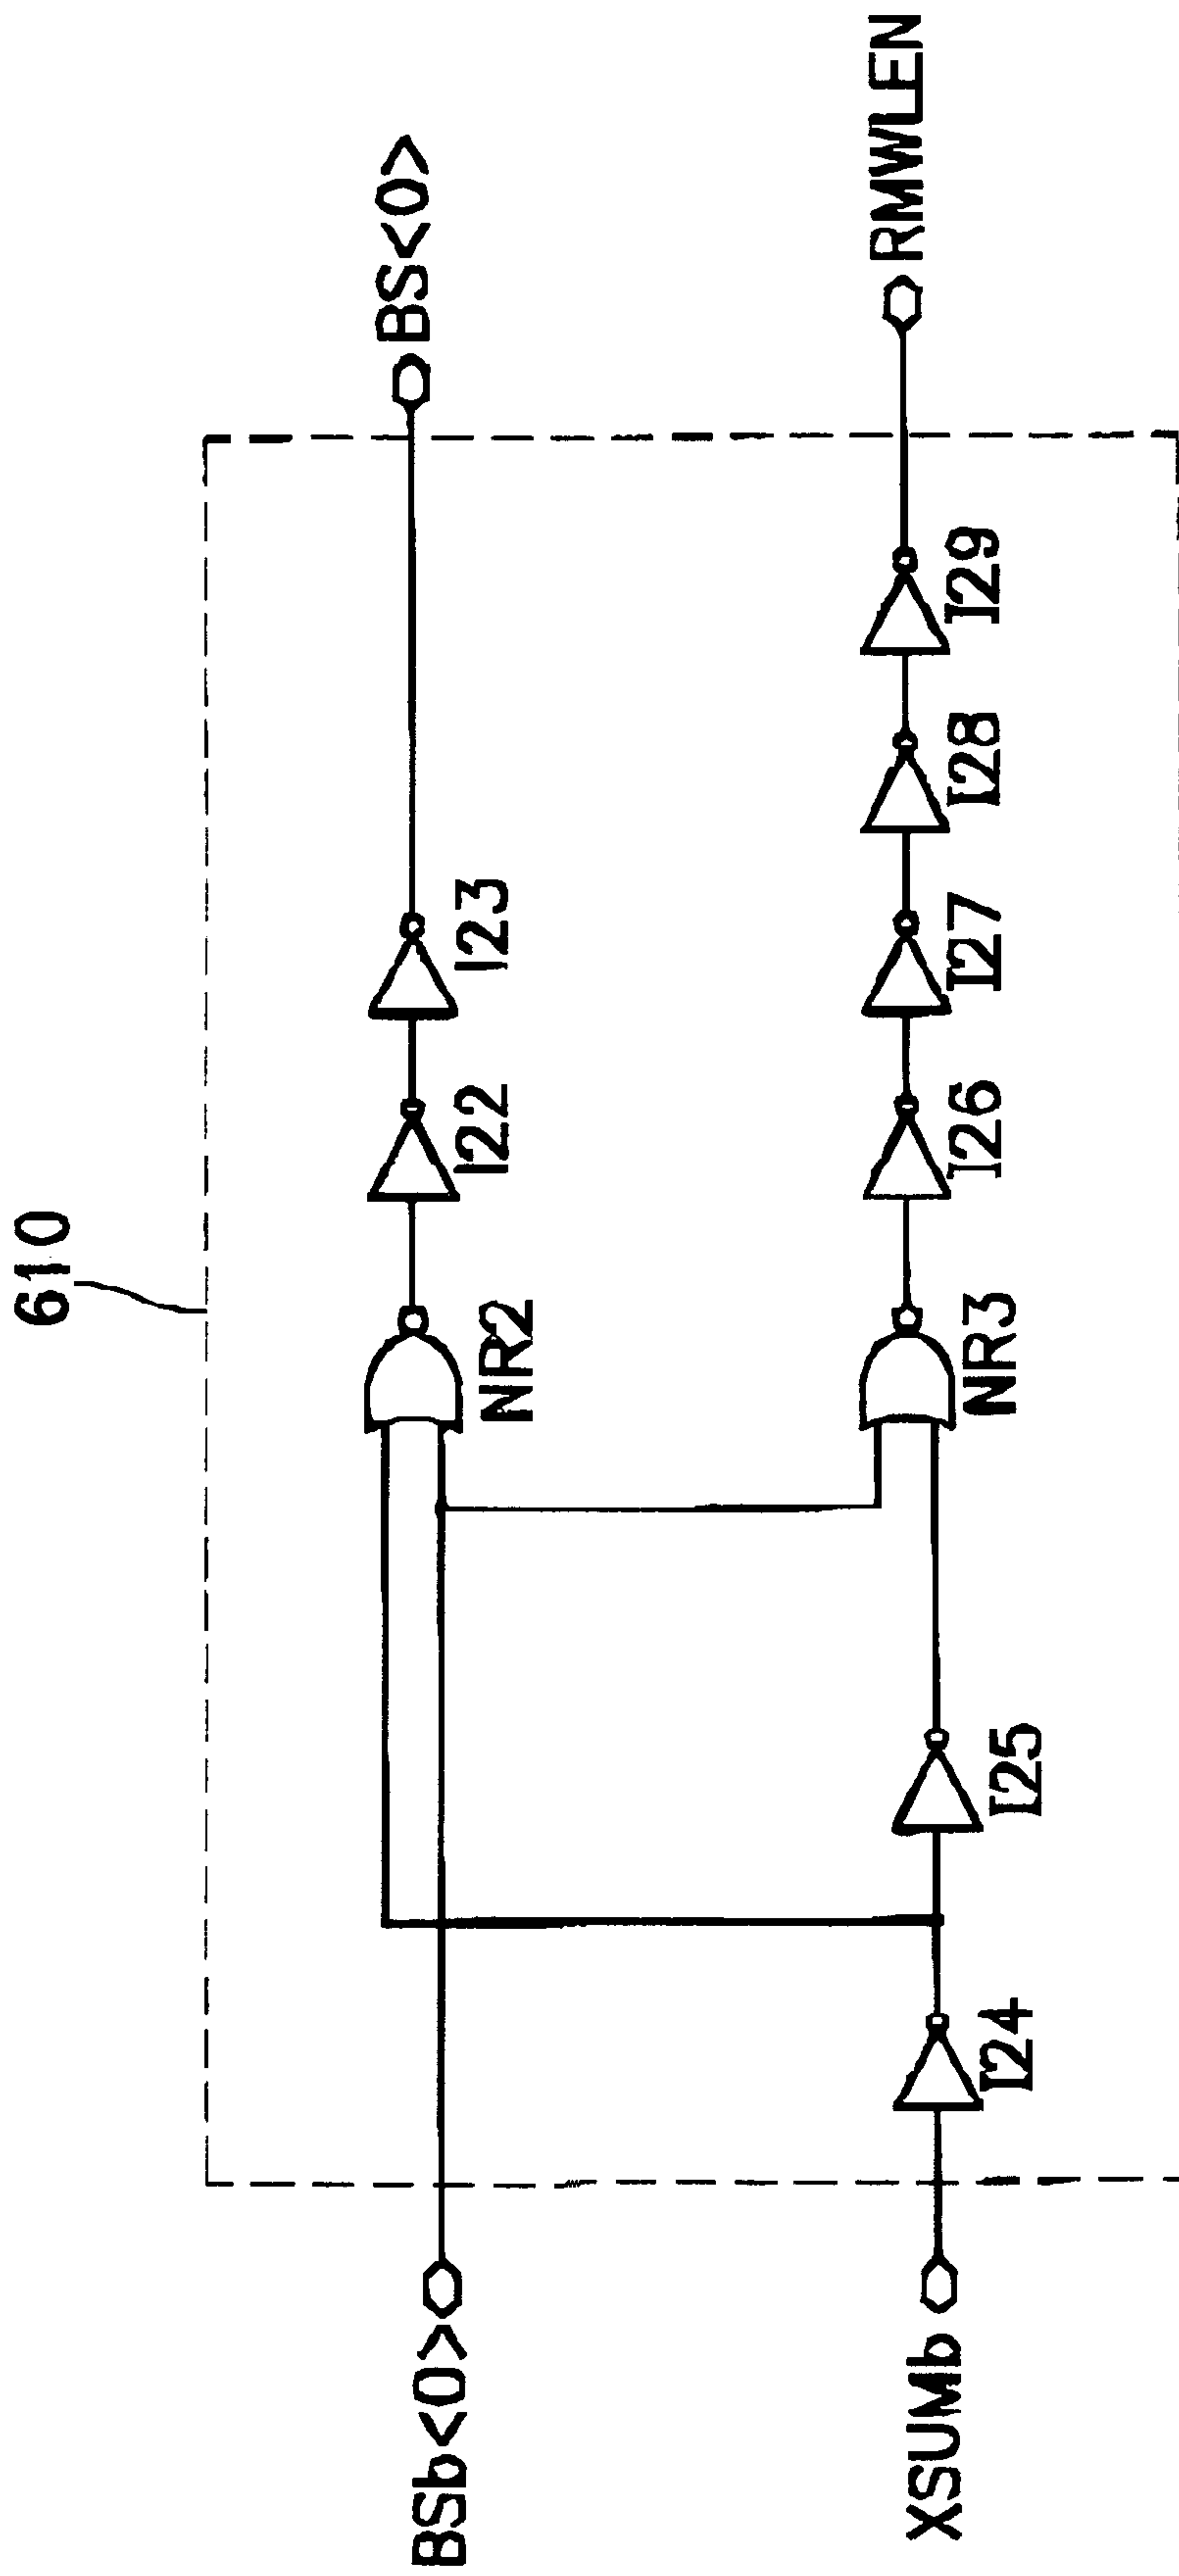 610
BSb<0>
NR2
I22
I23
BS<0>
XSUMb
I24
I25
NR3
I26
I27
I28
I29
RMWLEN